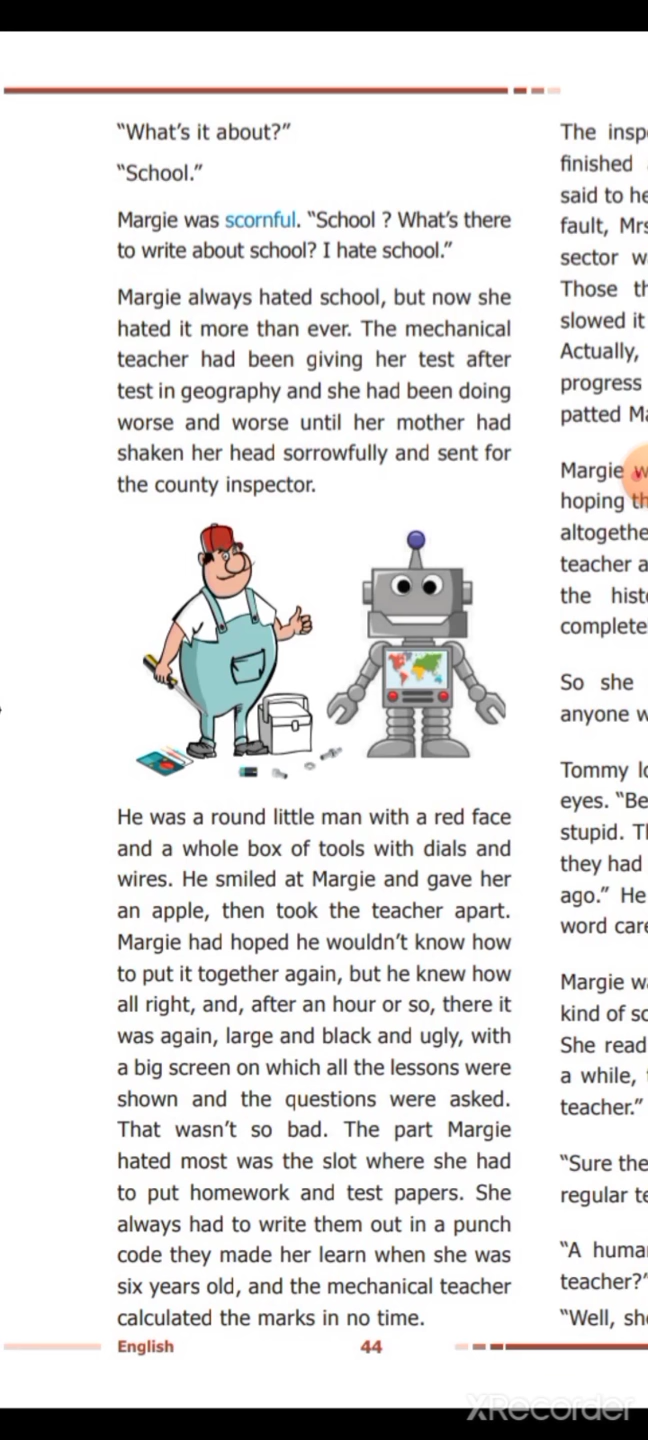 “What’s it about?”
“School.”
Margie was scornful. “School ? What’s there
to write about school? I hate school.”
Margie always hated school, but now she
hated it more than ever. The mechanical
teacher had been giving her test after
test in geography and she had been doing
worse and worse until her mother had
shaken her head sorrowfully and sent for
the county inspector.
He was a round little man with a red face
and a whole box of tools with dials and
wires. He smiled at Margie and gave her
an apple, then took the teacher apart.
Margie had hoped he wouldn’t know how
to put it together again, but he knew how
all right, and, after an hour or so, there it
was again, large and black and ugly, with
a big screen on which all the lessons were
shown and the questions were asked.
That wasn’t so bad. The part Margie
hated most was the slot where she had
to put homework and test papers. She
always had to write them out in a punch
code they made her learn when she was
six years old, and the mechanical teacher
calculated the marks in no time.
The
finished
said to
fault,
sector
Those
slowed it
Actually,
progress
patted
Margie
hoping
altogether
teacher
the
So she
anyone
Tommy
eyes.
stupid.
they had
ago.” He
word
Margie
kind of
She read
a while,
teacher.”
“Sure
regular
“A
teacher?”
“Well,
English 44
XRecorder